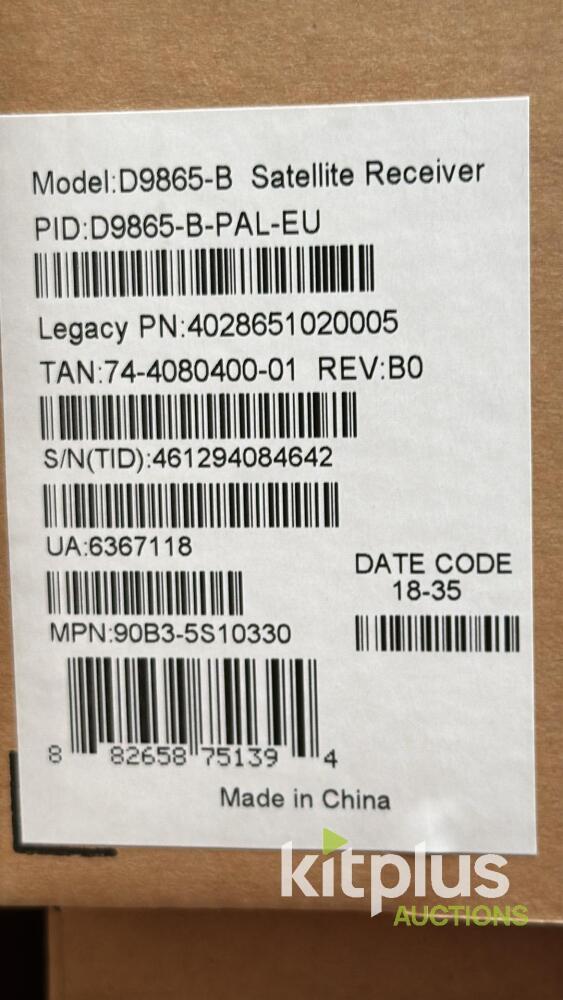 Model:D9865-B Satellite Receiver
PID:D9865-B-PAL-EU
Legacy PN:4028651020005
TAN:74-4080400-01 REV:B0
S/N(TID):461294084642
UA:6367118
DATE CODE
18-35
MPN:90B3-5S10330
8 82658 75139 4
Made in China
kitplus
AUCTIONS